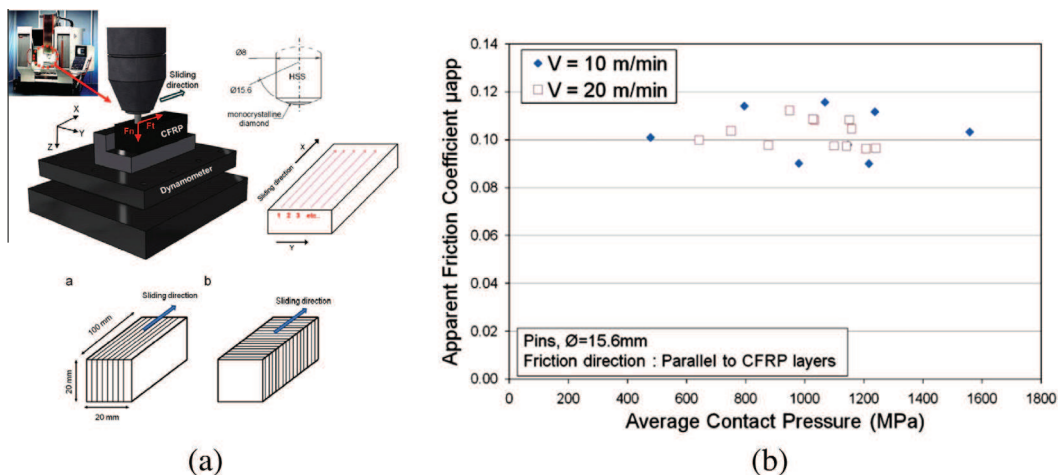 Sliding
direction
X
Y
Z
Fn
Ft
CFRP
Dynamometer
Ø8
HSS
Ø15.6
monocrystalline
diamond
X
Sliding direction
1 2 3 etc..
Y
a
b
Sliding direction
Sliding direction
100 mm
20 mm
20 mm
(a)
Apparent Friction Coefficient µapp
0.14
0.12
0.10
0.08
0.06
0.04
0.02
0.00
V = 10 m/min
V = 20 m/min
Pins, Ø=15.6mm
Friction direction : Parallel to CFRP layers
0 200 400 600 800 1000 1200 1400 1600 1800
Average Contact Pressure (MPa)
(b)